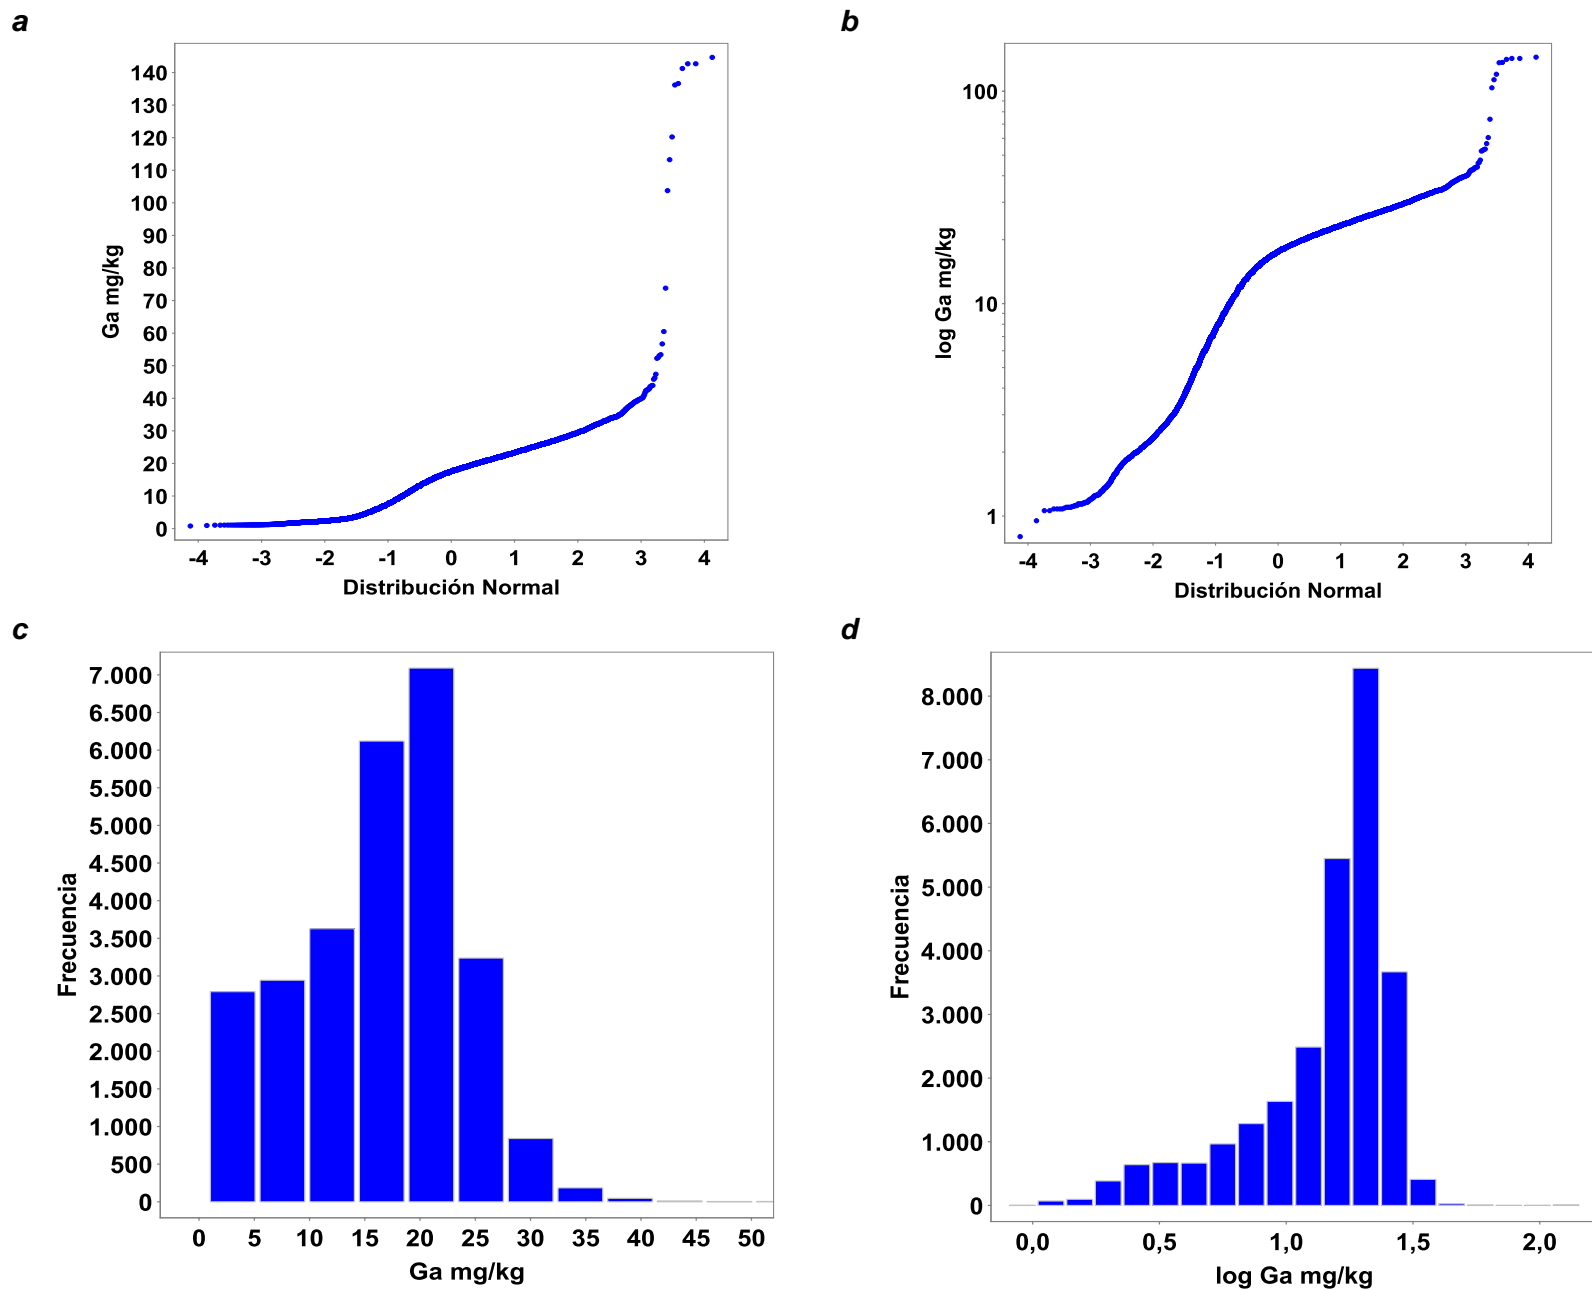 a
140
130
120
110
100
90
80
70
60
50
40
30
20
10
0
Ga mg/kg
-4 -3 -2 -1 0 1 2 3 4
Distribución Normal
b
100
10
1
log Ga mg/kg
-4 -3 -2 -1 0 1 2 3 4
Distribución Normal
c
7.000
6.500
6.000
5.500
5.000
4.500
4.000
3.500
3.000
2.500
2.000
1.500
1.000
500
0
Frecuencia
0 5 10 15 20 25 30 35 40 45 50
Ga mg/kg
d
8.000
7.000
6.000
5.000
4.000
3.000
2.000
1.000
0
Frecuencia
0,0 0,5 1,0 1,5 2,0
log Ga mg/kg